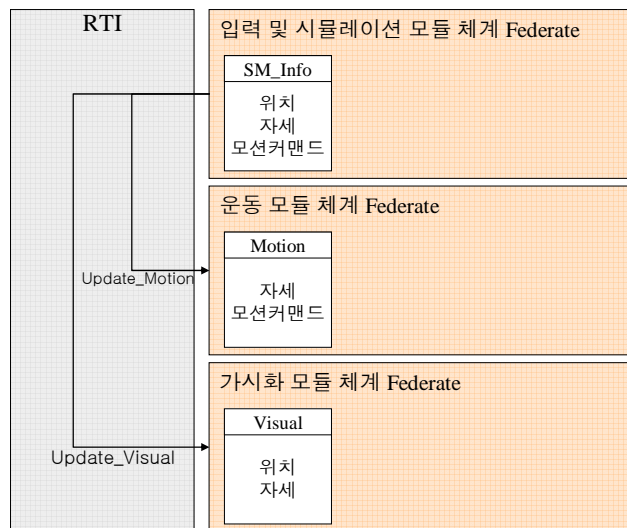 RTI
입력 및 시뮬레이션 모듈 체계 Federate
SM_Info
위치
자세
모션커맨드
운동 모듈 체계 Federate
Motion
Update_Motion
자세
모션커맨드
가시화 모듈 체계 Federate
Visual
Update_Visual
위치
자세